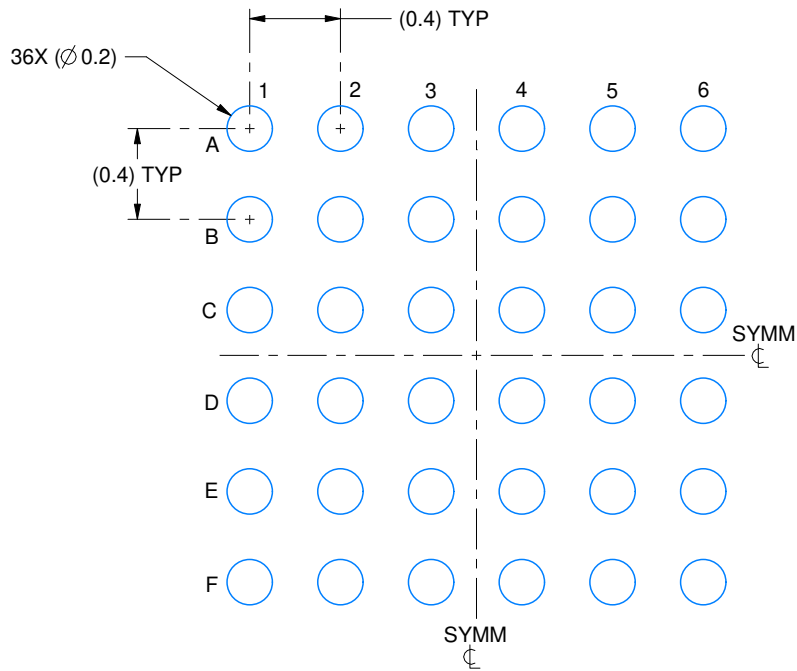 (0.4) TYP
36X (∅ 0.2)
1 2 3 4 5 6
A
(0.4) TYP
B
C
SYMM
℄
D
E
F
SYMM
℄